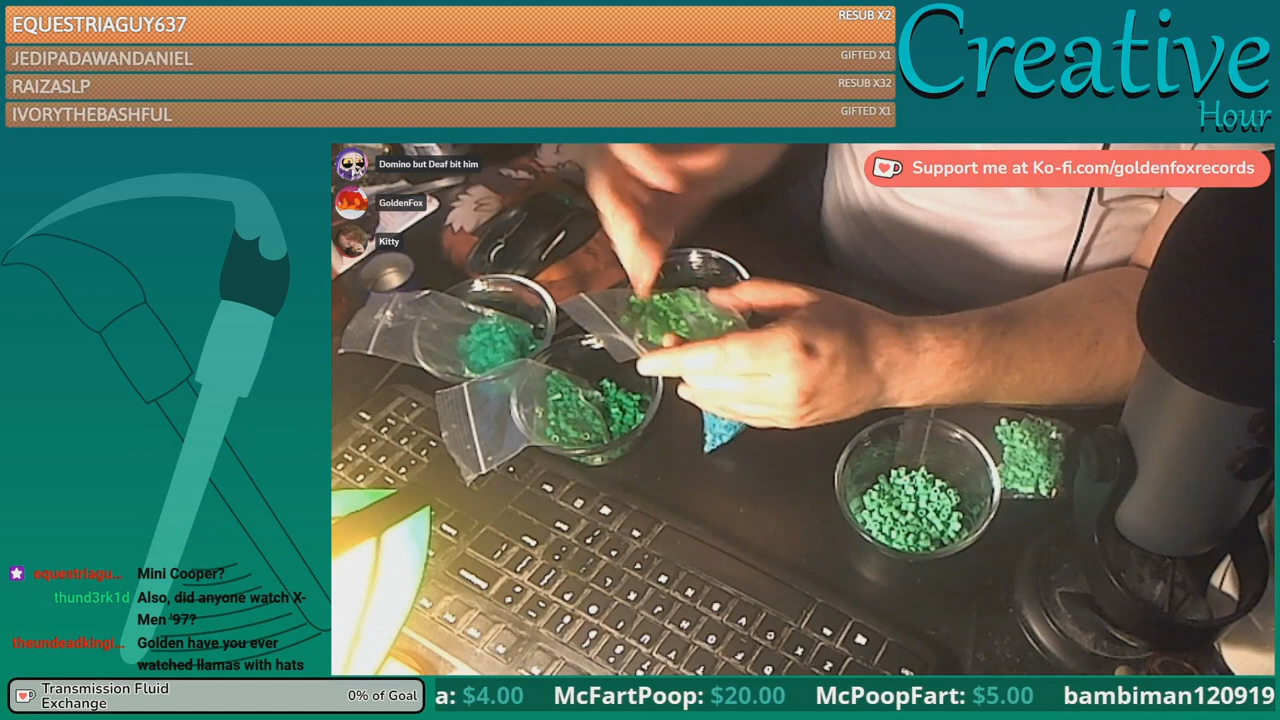 EQUESTRIAGUY637 RESUB X2
JEDIPADAWANDANIEL GIFTED X1
RAIZASLP RESUB X32
IVORYTHEBASHFUL GIFTED X1
Creative
Hour
Domino but Deaf bit him
GoldenFox
Kitty
Support me at Ko-fi.com/goldenfoxrecords
equestriagu... Mini Cooper?
thund3rk1d Also, did anyone watch X-
Men '97?
theundeadkingi... Golden have you ever
watched llamas with hats
Transmission Fluid
Exchange
0% of Goal
a: $4.00 McFartPoop: $20.00 McPoopFart: $5.00 bambiman120919